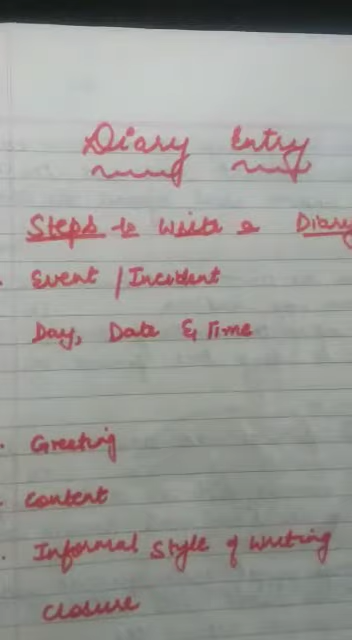 Diary Entry
Steps to write a Diary
Event / Incident
Day, Date & Time
Greeting
Content
Informal style of writing
Closure